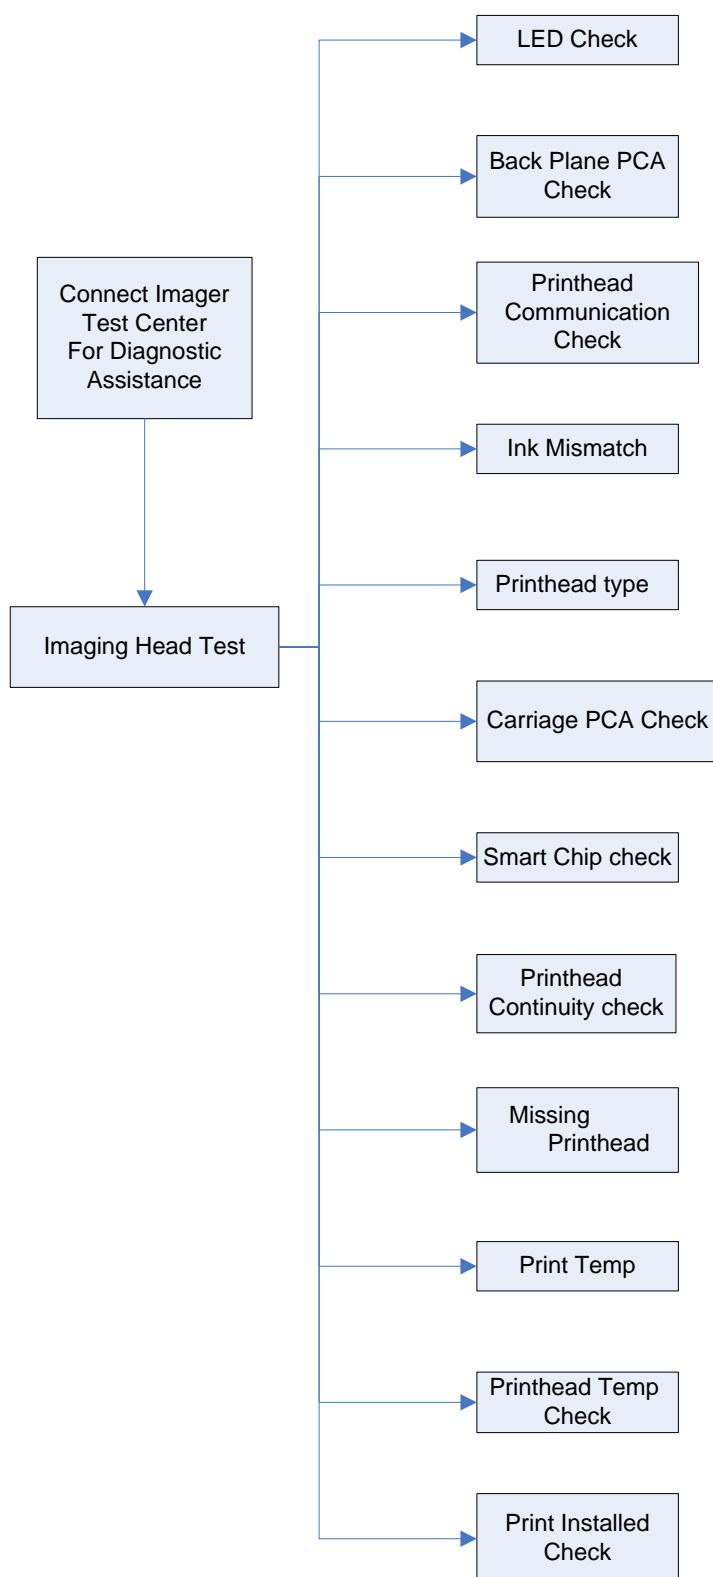 LED Check
Back Plane PCA
Check
Connect Imager
Test Center
For Diagnostic
Assistance
Printhead
Communication
Check
Ink Mismatch
Printhead type
Imaging Head Test
Carriage PCA Check
Smart Chip check
Printhead
Continuity check
Missing
Printhead
Print Temp
Printhead Temp
Check
Print Installed
Check